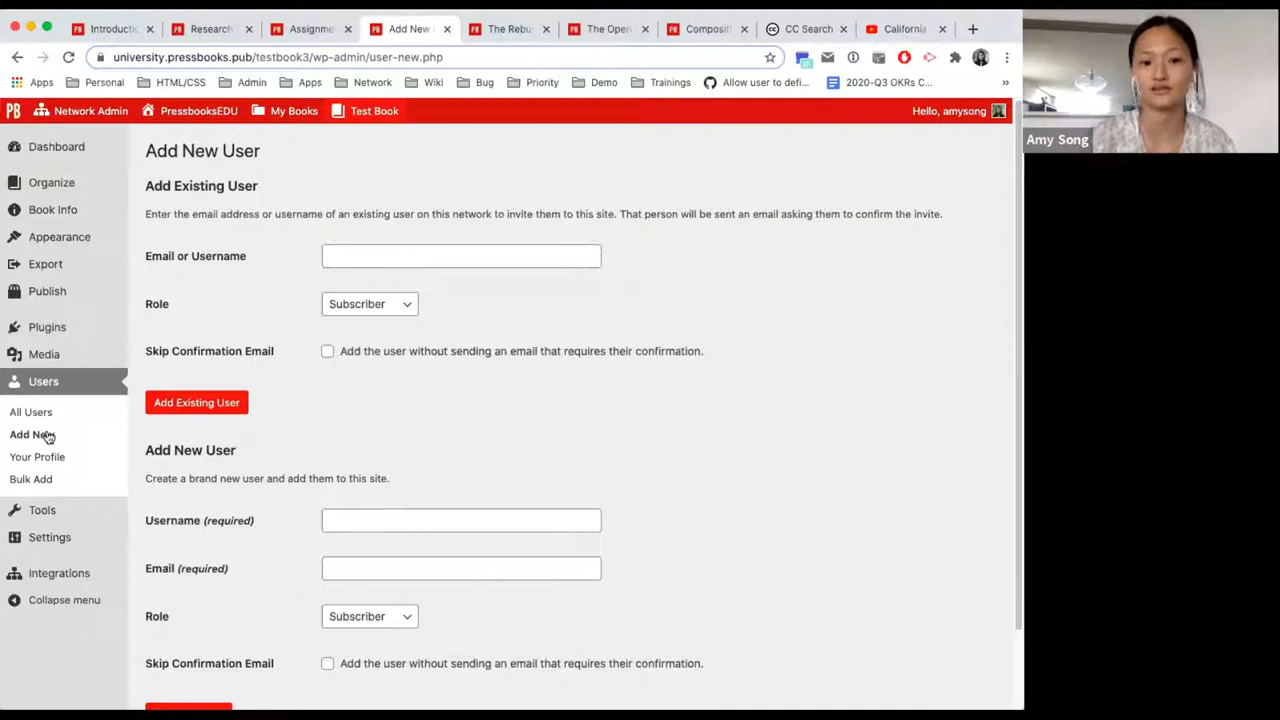 Introductic
Research
Assignme
Add New
The Rebu
The Open
Compositi
CC Search
California
university.pressbooks.pub/testbook3/wp-admin/user-new.php
Apps
Personal
HTML/CSS
Admin
Network
Bug
Priority
Demo
Trainings
Allow user to defi...
2020-Q3 OKRs C...
Network Admin
PressbooksEDU
My Books
Test Book
Hello, amysong
Amy Song
Dashboard
Organize
Book Info
Appearance
Export
Publish
Plugins
Media
Users
All Users
Add New
Your Profile
Bulk Add
Tools
Settings
Integrations
Collapse menu
Add New User
Add Existing User
Enter the email address or username of an existing user on this network to invite them to this site. That person will be sent an email asking them to confirm the invite.
Email or Username
Role
Subscriber
Skip Confirmation Email
Add the user without sending an email that requires their confirmation.
Add Existing User
Add New User
Create a brand new user and add them to this site.
Username (required)
Email (required)
Role
Subscriber
Skip Confirmation Email
Add the user without sending an email that requires their confirmation.